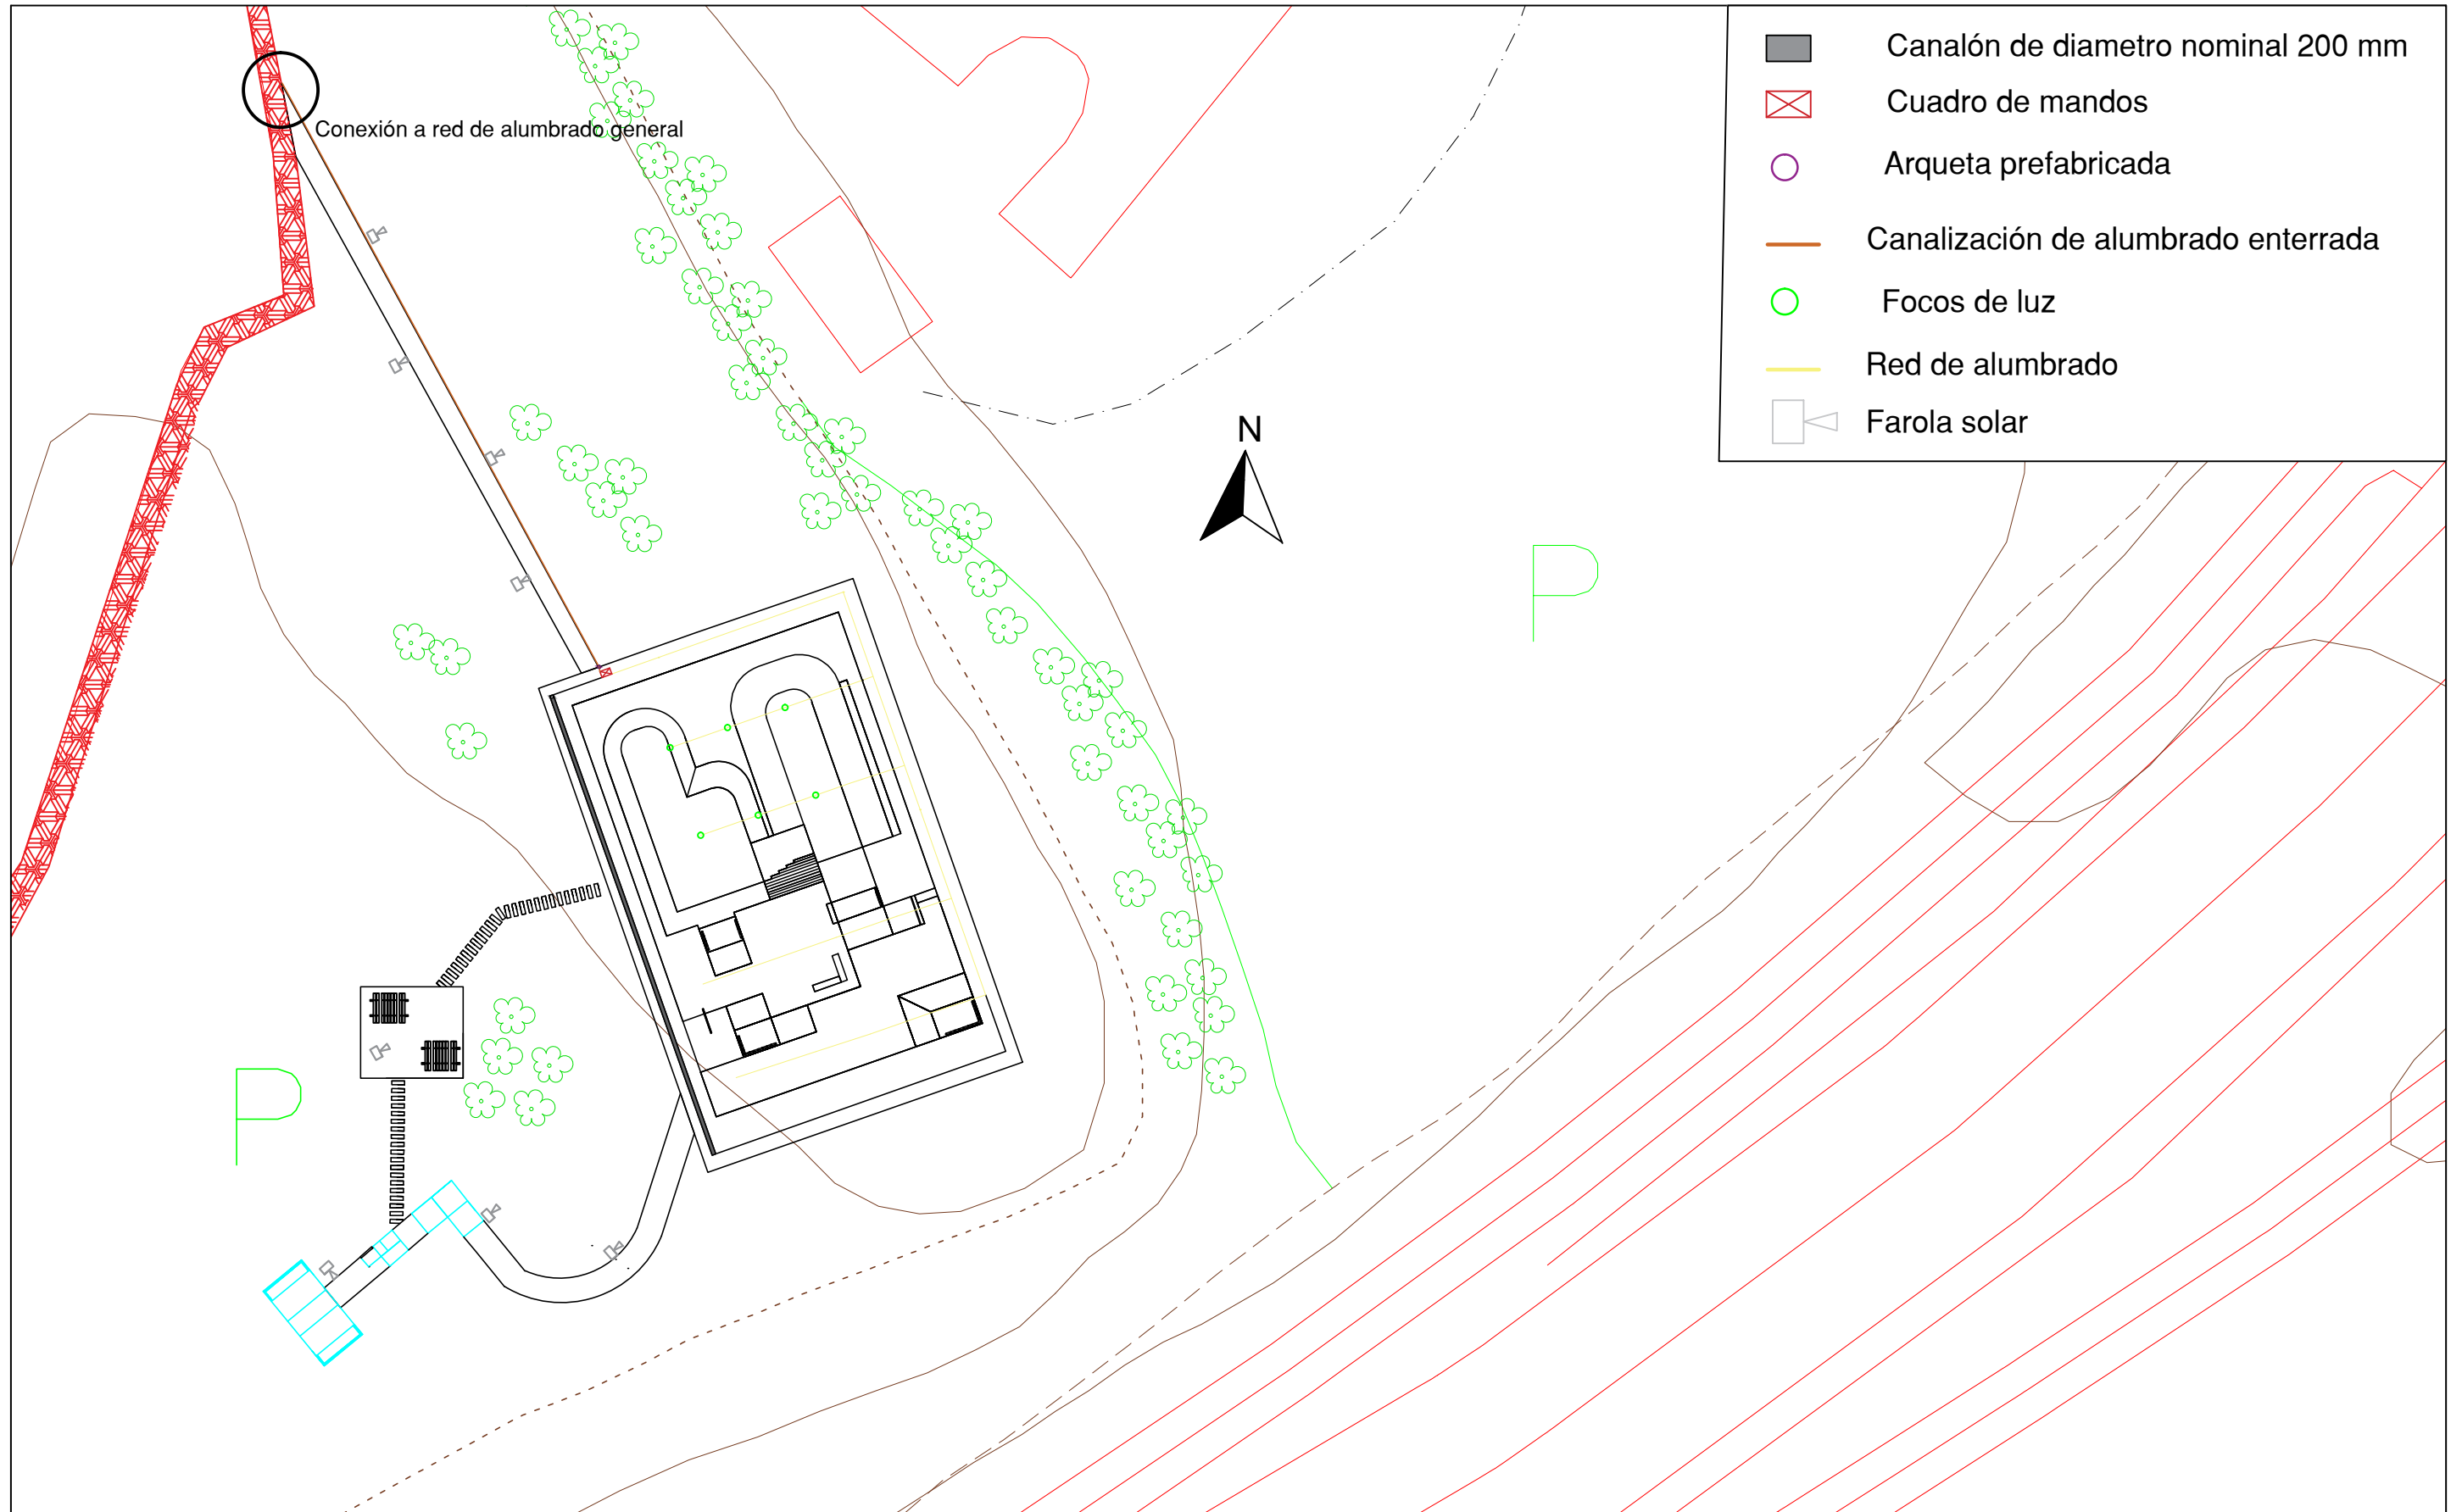 Canalón de diametro nominal 200 mm
Cuadro de mandos
Conexión a red de alumbrado general
Arqueta prefabricada
Canalización de alumbrado enterrada
Focos de luz
Red de alumbrado
Farola solar
N
P
P